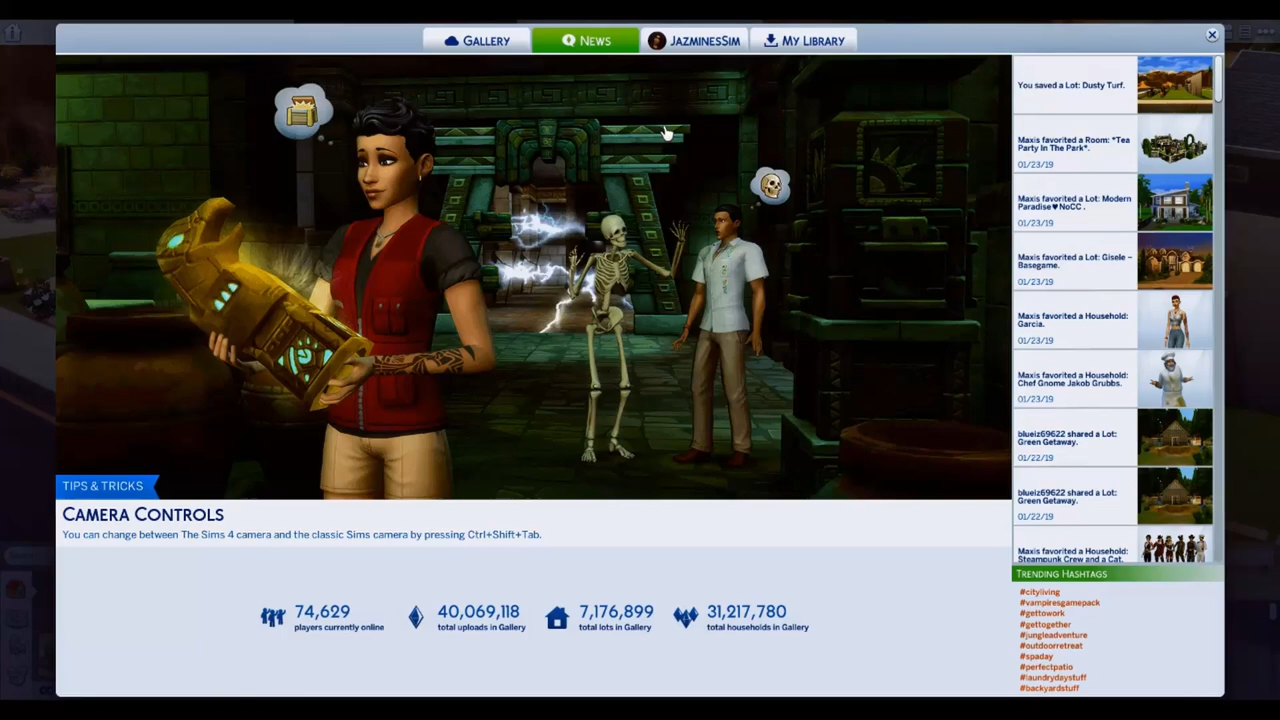 GALLERY
NEWS
JAZMINESSIM
MY LIBRARY
You saved a Lot: Dusty Turf.
Maxis favorited a Room: *Tea
Party In The Park*.
01/23/19
Maxis favorited a Lot: Modern
Paradise♥NoCC .
01/23/19
Maxis favorited a Lot: Gisele –
Basegame.
01/23/19
Maxis favorited a Household:
Garcia.
01/23/19
Maxis favorited a Household:
Chef Gnome Jakob Grubbs.
01/23/19
blueiz69622 shared a Lot:
Green Getaway.
01/22/19
blueiz69622 shared a Lot:
Green Getaway.
01/22/19
Maxis favorited a Household:
Steampunk Crew and a Cat.
TRENDING HASHTAGS
#cityliving
#vampiresgamepack
#gettowork
#gettogether
#jungleadventure
#outdoorretreat
#spaday
#perfectpatio
#laundrydaystuff
#backyardstuff
TIPS & TRICKS
CAMERA CONTROLS
You can change between The Sims 4 camera and the classic Sims camera by pressing Ctrl+Shift+Tab.
74,629
players currently online
40,069,118
total uploads in Gallery
7,176,899
total lots in Gallery
31,217,780
total households in Gallery